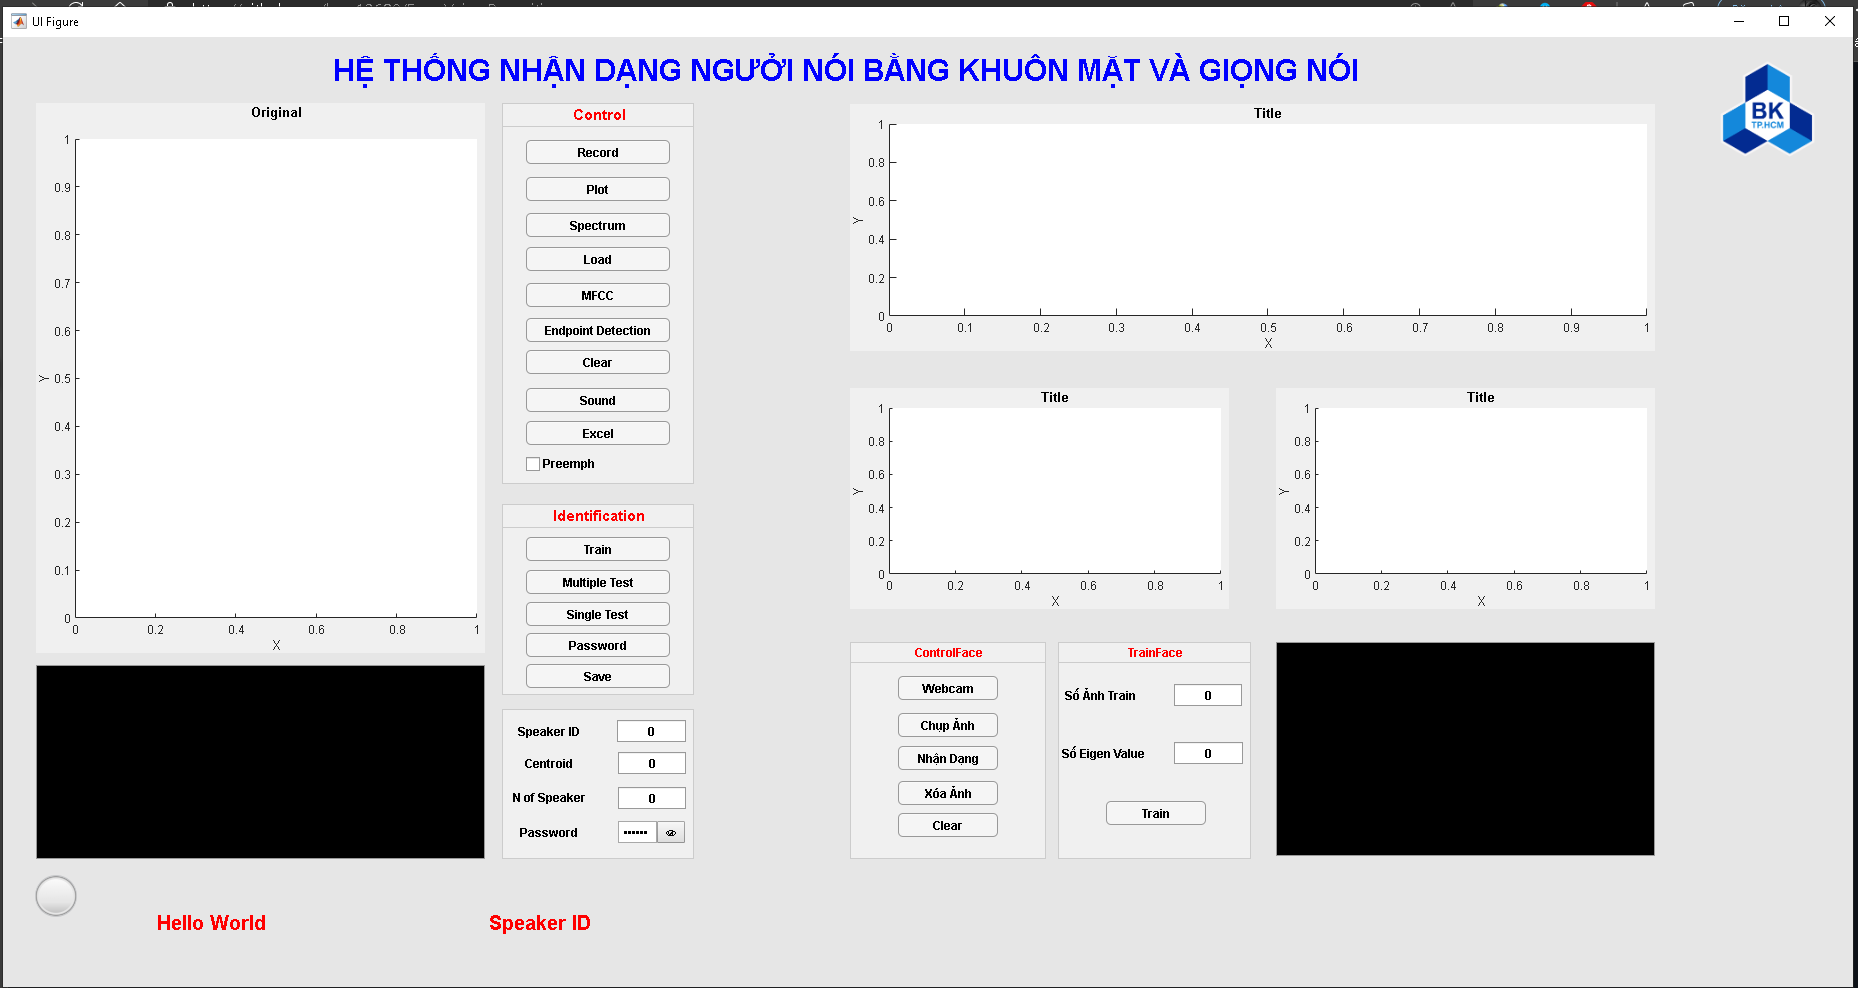 UI Figure
HỆ THỐNG NHẬN DẠNG NGƯỜI NÓI BẰNG KHUÔN MẶT VÀ GIỌNG NÓI
BK
TP.HCM
Original
1
0.9
0.8
0.7
0.6
0.5
0.4
0.3
0.2
0.1
0
Y
0 0.2 0.4 0.6 0.8 1
X
Control
Record
Plot
Spectrum
Load
MFCC
Endpoint Detection
Clear
Sound
Excel
Preemph
Identification
Train
Multiple Test
Single Test
Password
Save
Speaker ID 0
Centroid 0
N of Speaker 0
Password ••••••
Title
1
0.8
0.6
0.4
0.2
0
Y
0 0.1 0.2 0.3 0.4 0.5 0.6 0.7 0.8 0.9 1
X
Title
1
0.8
0.6
0.4
0.2
0
Y
0 0.2 0.4 0.6 0.8 1
X
Title
1
0.8
0.6
0.4
0.2
0
Y
0 0.2 0.4 0.6 0.8 1
X
ControlFace
Webcam
Chụp Ảnh
Nhận Dạng
Xóa Ảnh
Clear
TrainFace
Số Ảnh Train 0
Số Eigen Value 0
Train
Hello World
Speaker ID